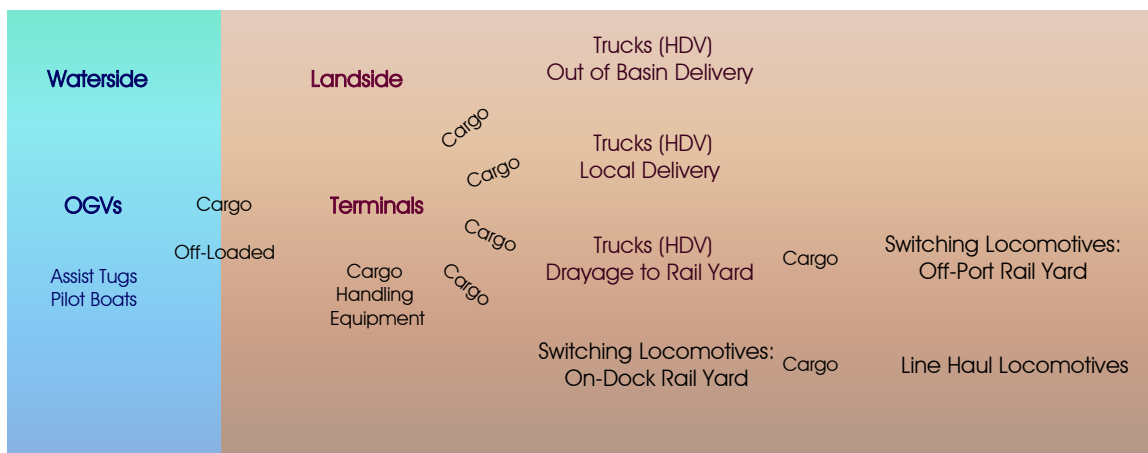 Waterside
Landside
Trucks (HDV)
Out of Basin Delivery
Cargo
Trucks (HDV)
Local Delivery
Cargo
OGVs
Cargo
Terminals
Off-Loaded
Assist Tugs
Pilot Boats
Cargo
Handling
Equipment
Cargo
Trucks (HDV)
Drayage to Rail Yard
Cargo
Switching Locomotives:
Off-Port Rail Yard
Cargo
Switching Locomotives:
On-Dock Rail Yard
Cargo
Line Haul Locomotives